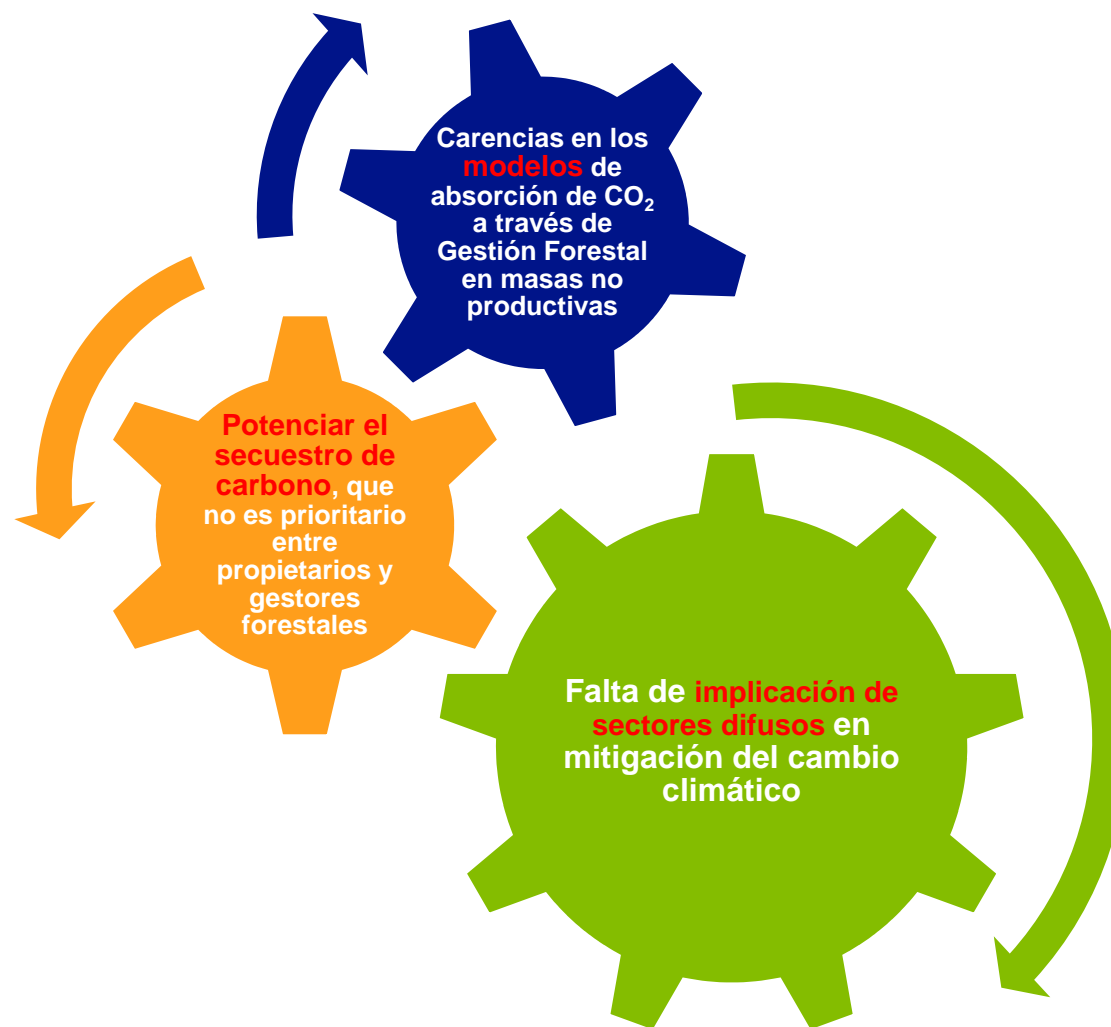 Carencias en los
modelos de
absorción de CO₂
a través de
Gestión Forestal
en masas no
productivas
Potenciar el
secuestro de
carbono, que
no es prioritario
entre
propietarios y
gestores
forestales
Falta de implicación de
sectores difusos en
mitigación del cambio
climático